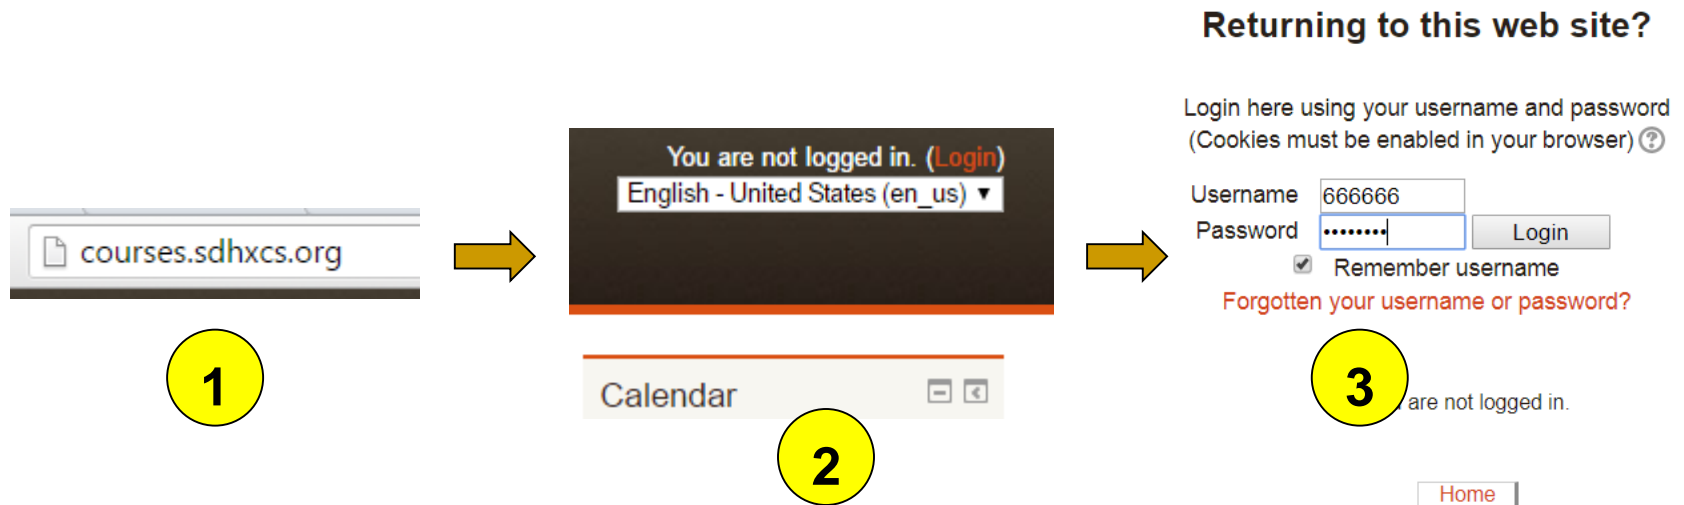 courses.sdhxcs.org
1
You are not logged in. (Login)
English - United States (en_us) ▼
Calendar
2
Returning to this web site?
Login here using your username and password
(Cookies must be enabled in your browser) ?
Username 666666
Password ••••••••
Login
Remember username
Forgotten your username or password?
3
are not logged in.
Home